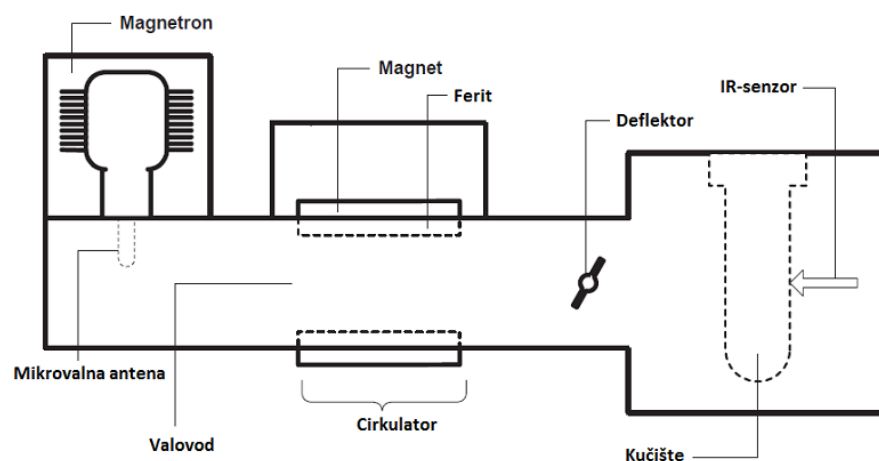 Magnetron
Magnet
Ferit
IR-senzor
Deflektor
Mikrovalna antena
Valovod
Cirkulator
Kučište